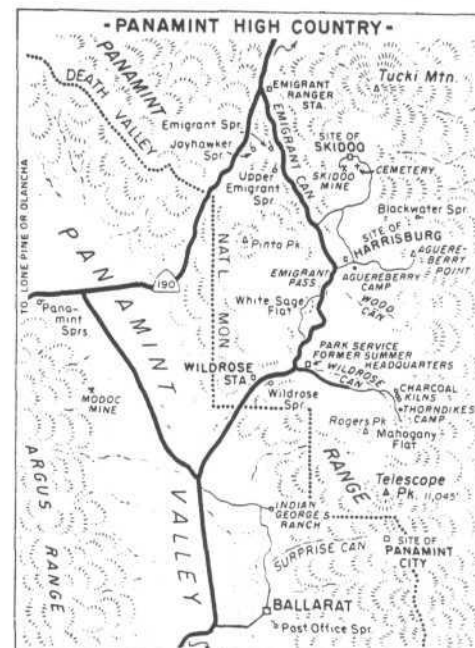 -PANAMINT HIGH COUNTRY-
PANAMINT
DEATH VALLEY
NAT'L MON.
EMIGRANT
RANGER
STA.
Tucki Mtn.
Emigrant Spr.
Jayhawker
Spr.
EMIGRANT CAN
SITE OF
SKIDOO
SKIDOO
MINE
CEMETERY
Upper
Emigrant
Spr.
Blackwater Spr.
SITE OF
HARRISBURG
Pinto Pk.
AGUERE-
BERRY
POINT
EMIGRANT
PASS
AGUEREBERRY
CAMP
TO LONE PINE OR OLANCHA
190
White Sage
Flat
WOOD
CAN.
Pana-
mint
Sprs.
PANAMINT
VALLEY
PARK SERVICE
FORMER SUMMER
HEADQUARTERS
WILDROSE
STA.
WILDROSE
CAN
Wildrose
Spr.
CHARCOAL
KILNS
THORNDIKES
CAMP
MODOC
MINE
Rogers Pk.
Mahogany
Flat
ARGUS
RANGE
RANGE
Telescope
Pk. 11,045'
INDIAN
GEORGE'S
RANCH
SITE OF
PANAMINT
CITY
SURPRISE CAN
BALLARAT
Post Office Spr.